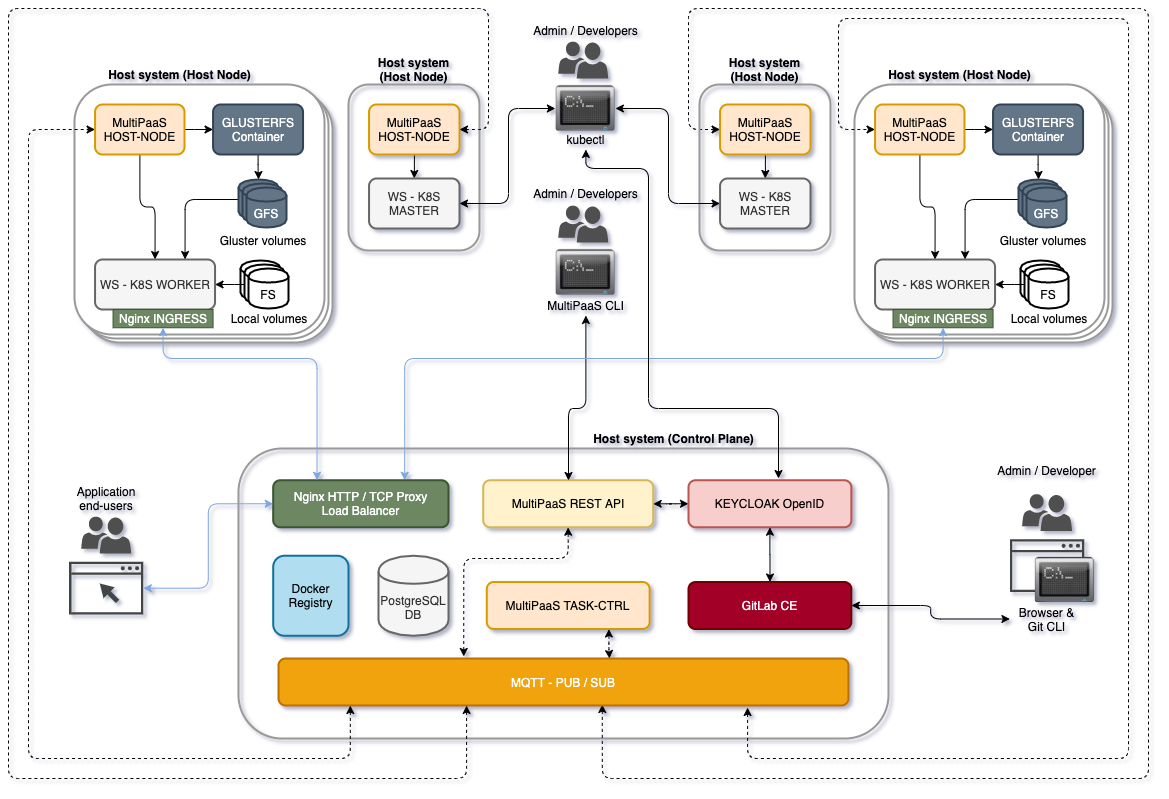 Admin / Developers
Host system (Host Node)
Host system
(Host Node)
Host system
(Host Node)
Host system (Host Node)
MultiPaaS
HOST-NODE
GLUSTERFS
Container
MultiPaaS
HOST-NODE
C:\._
kubectl
MultiPaaS
HOST-NODE
MultiPaaS
HOST-NODE
GLUSTERFS
Container
GFS
Gluster volumes
WS - K8S
MASTER
Admin / Developers
WS - K8S
MASTER
GFS
Gluster volumes
WS - K8S WORKER
FS
Nginx INGRESS
Local volumes
C:\._
MultiPaaS CLI
WS - K8S WORKER
FS
Nginx INGRESS
Local volumes
Host system (Control Plane)
Application
end-users
Nginx HTTP / TCP Proxy
Load Balancer
MultiPaaS REST API
KEYCLOAK OpenID
Admin / Developer
Docker
Registry
PostgreSQL
DB
MultiPaaS TASK-CTRL
GitLab CE
C:\._
Browser &
Git CLI
MQTT - PUB / SUB